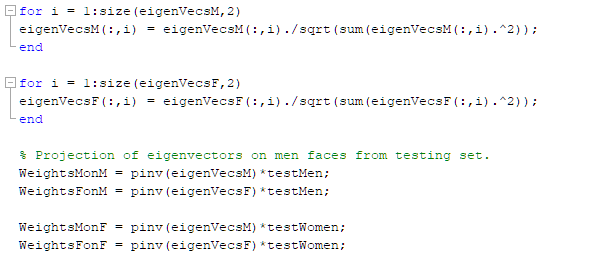 for i = 1:size(eigenVecsM,2)
eigenVecsM(:,i) = eigenVecsM(:,i)./sqrt(sum(eigenVecsM(:,i).^2));
end
for i = 1:size(eigenVecsF,2)
eigenVecsF(:,i) = eigenVecsF(:,i)./sqrt(sum(eigenVecsF(:,i).^2));
end
% Projection of eigenvectors on men faces from testing set.
WeightsMonM = pinv(eigenVecsM)*testMen;
WeightsFonM = pinv(eigenVecsF)*testMen;
WeightsMonF = pinv(eigenVecsM)*testWomen;
WeightsFonF = pinv(eigenVecsF)*testWomen;